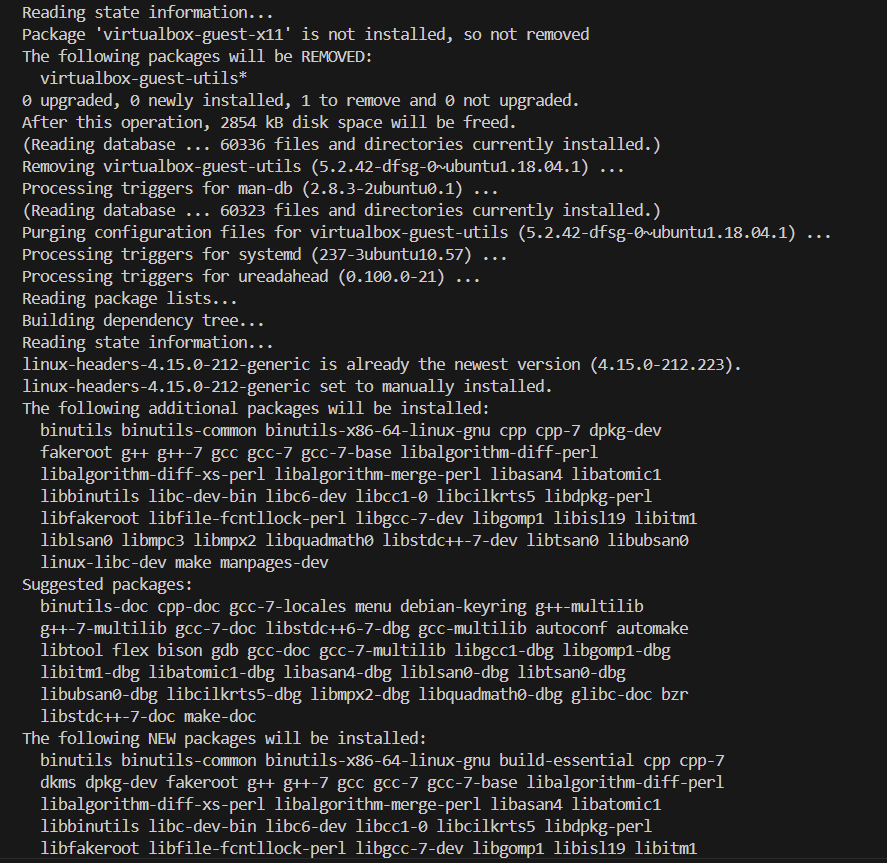 Reading state information...
Package 'virtualbox-guest-x11' is not installed, so not removed
The following packages will be REMOVED:
  virtualbox-guest-utils*
0 upgraded, 0 newly installed, 1 to remove and 0 not upgraded.
After this operation, 2854 kB disk space will be freed.
(Reading database ... 60336 files and directories currently installed.)
Removing virtualbox-guest-utils (5.2.42-dfsg-0~ubuntu1.18.04.1) ...
Processing triggers for man-db (2.8.3-2ubuntu0.1) ...
(Reading database ... 60323 files and directories currently installed.)
Purging configuration files for virtualbox-guest-utils (5.2.42-dfsg-0~ubuntu1.18.04.1) ...
Processing triggers for systemd (237-3ubuntu10.57) ...
Processing triggers for ureadahead (0.100.0-21) ...
Reading package lists...
Building dependency tree...
Reading state information...
linux-headers-4.15.0-212-generic is already the newest version (4.15.0-212.223).
linux-headers-4.15.0-212-generic set to manually installed.
The following additional packages will be installed:
  binutils binutils-common binutils-x86-64-linux-gnu cpp cpp-7 dpkg-dev
  fakeroot g++ g++-7 gcc gcc-7 gcc-7-base libalgorithm-diff-perl
  libalgorithm-diff-xs-perl libalgorithm-merge-perl libasan4 libatomic1
  libbinutils libc-dev-bin libc6-dev libcc1-0 libcilkrts5 libdpkg-perl
  libfakeroot libfile-fcntllock-perl libgcc-7-dev libgomp1 libisl19 libitm1
  liblsan0 libmpc3 libmpx2 libquadmath0 libstdc++-7-dev libtsan0 libubsan0
  linux-libc-dev make manpages-dev
Suggested packages:
  binutils-doc cpp-doc gcc-7-locales menu debian-keyring g++-multilib
  g++-7-multilib gcc-7-doc libstdc++6-7-dbg gcc-multilib autoconf automake
  libtool flex bison gdb gcc-doc gcc-7-multilib libgcc1-dbg libgomp1-dbg
  libitm1-dbg libatomic1-dbg libasan4-dbg liblsan0-dbg libtsan0-dbg
  libubsan0-dbg libcilkrts5-dbg libmpx2-dbg libquadmath0-dbg glibc-doc bzr
  libstdc++-7-doc make-doc
The following NEW packages will be installed:
  binutils binutils-common binutils-x86-64-linux-gnu build-essential cpp cpp-7
  dkms dpkg-dev fakeroot g++ g++-7 gcc gcc-7 gcc-7-base libalgorithm-diff-perl
  libalgorithm-diff-xs-perl libalgorithm-merge-perl libasan4 libatomic1
  libbinutils libc-dev-bin libc6-dev libcc1-0 libcilkrts5 libdpkg-perl
  libfakeroot libfile-fcntllock-perl libgcc-7-dev libgomp1 libisl19 libitm1